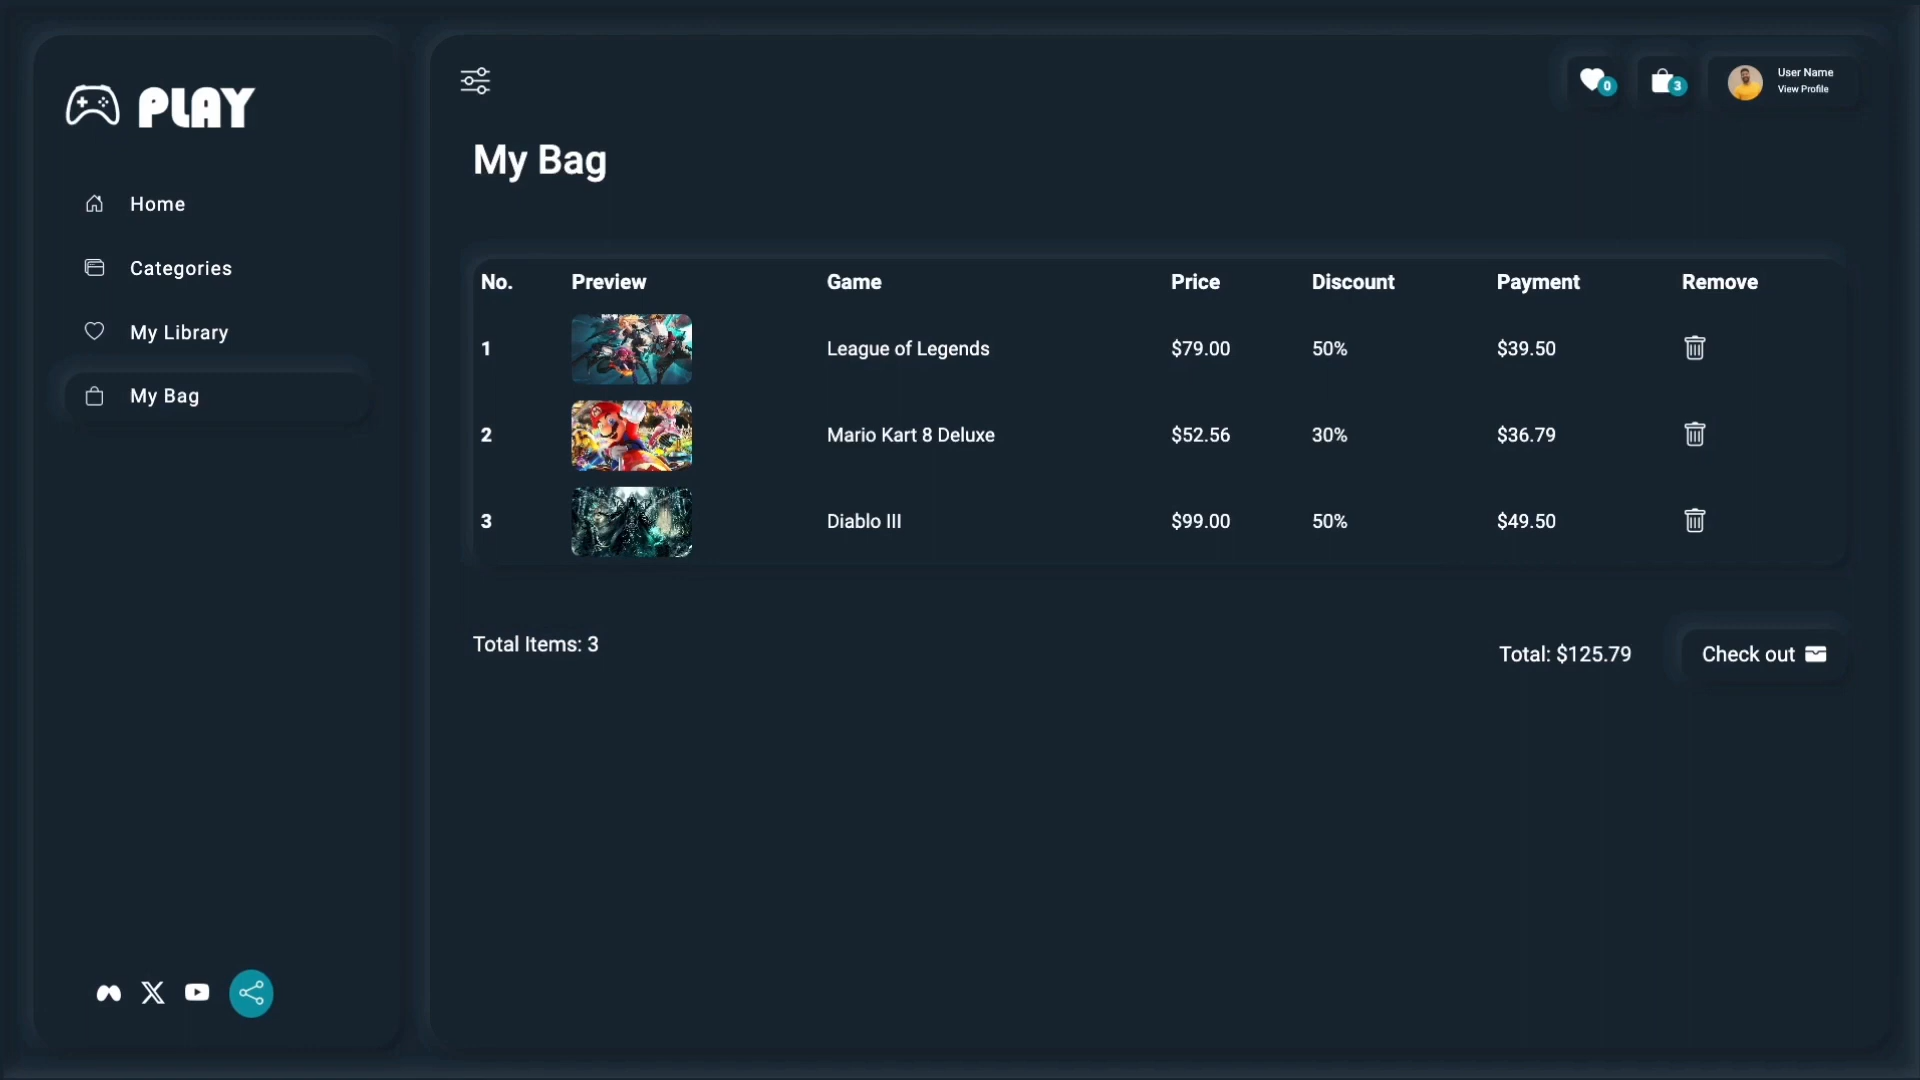 PLAY
Home
Categories
My Library
My Bag
0
3
User Name
View Profile
My Bag
No. Preview Game Price Discount Payment Remove
1 League of Legends $79.00 50% $39.50
2 Mario Kart 8 Deluxe $52.56 30% $36.79
3 Diablo III $99.00 50% $49.50
Total Items: 3
Total: $125.79
Check out